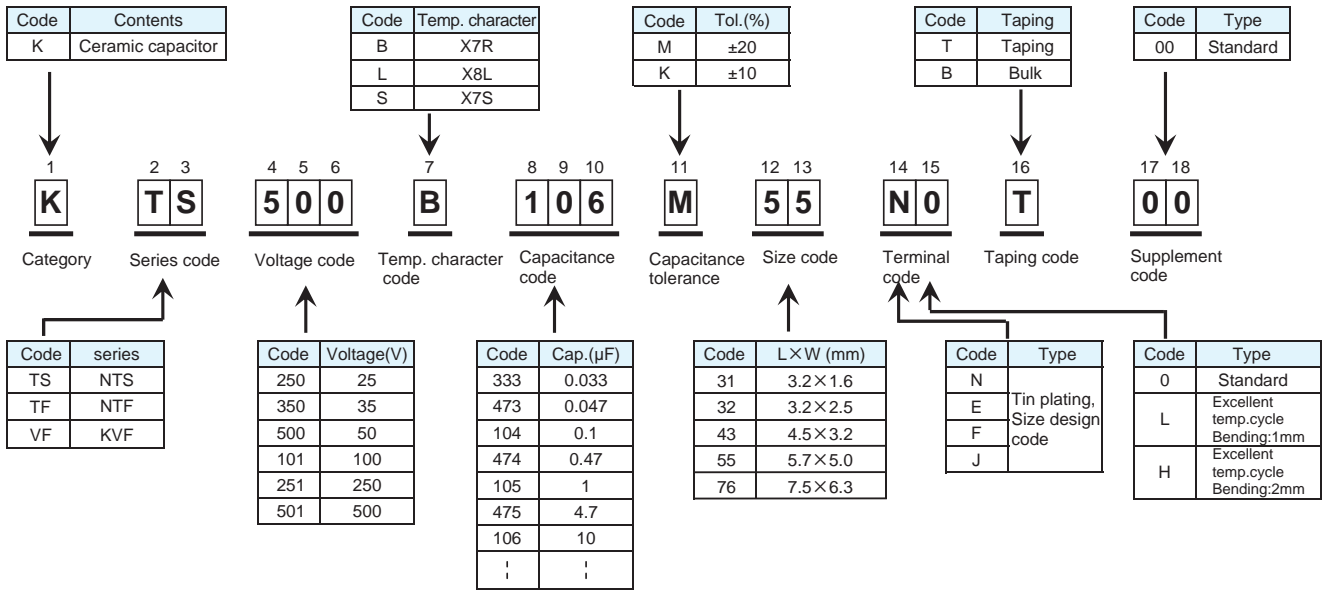 Code Contents
K Ceramic capacitor
Code Temp. character
B X7R
L X8L
S X7S
Code Tol.(%)
M ±20
K ±10
Code Taping
T Taping
B Bulk
Code Type
00 Standard
1 2 3 4 5 6 7 8 9 10 11 12 13 14 15 16 17 18
K T S 5 0 0 B 1 0 6 M 5 5 N 0 T 0 0
Category
Series code
Voltage code
Temp. character
code
Capacitance
code
Capacitance
tolerance
Size code
Terminal
code
Taping code
Supplement
code
Code series
TS NTS
TF NTF
VF KVF
Code Voltage(V)
250 25
350 35
500 50
101 100
251 250
501 500
Code Cap.(μF)
333 0.033
473 0.047
104 0.1
474 0.47
105 1
475 4.7
106 10
Code L×W (mm)
31 3.2×1.6
32 3.2×2.5
43 4.5×3.2
55 5.7×5.0
76 7.5×6.3
Code Type
N
E
F
J
Tin plating,
Size design
code
Code Type
0 Standard
L Excellent
temp.cycle
Bending:1mm
H Excellent
temp.cycle
Bending:2mm